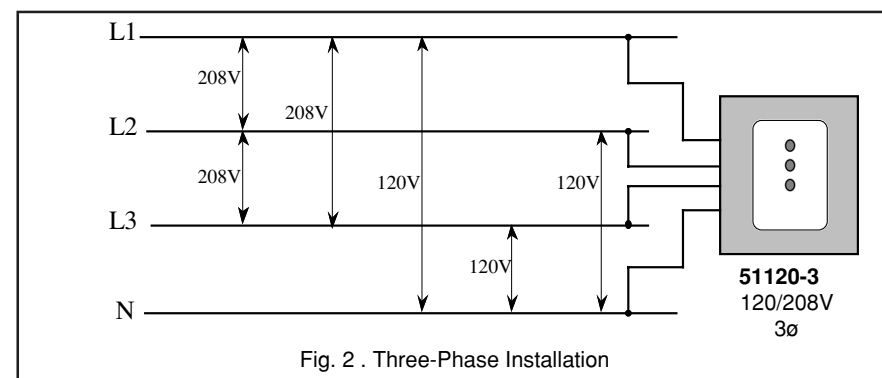 L1
208V
208V
L2
208V
120V
120V
L3
120V
N
51120-3
120/208V
3ø
Fig. 2 . Three-Phase Installation